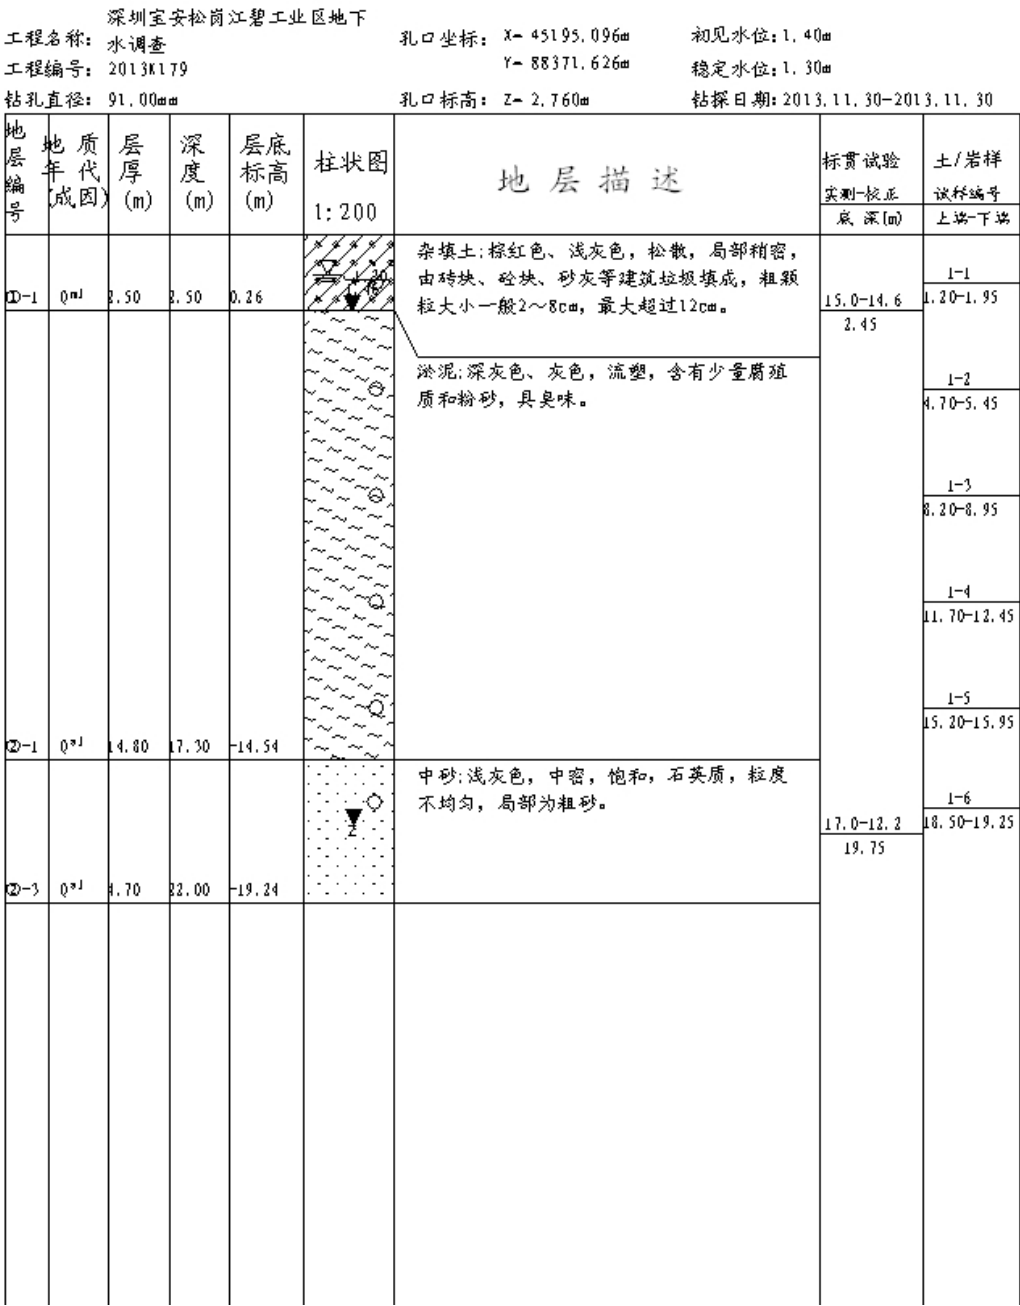 深圳宝安松岗江碧工业区地下
工程名称: 水调查
孔口坐标: X= 45195.096m
初见水位:1.40m
工程编号: 2013K179
Y= 88371.626m
稳定水位:1.30m
钻孔直径: 91.00mm
孔口标高: Z= 2.760m
钻探日期:2013.11.30-2013.11.30
地层编号
地质年代(成因)
层厚(m)
深度(m)
层底标高(m)
柱状图
1:200
地层描述
标贯试验
实测-校正
底深(m)
土/岩样
试样编号
上端-下端
杂填土:棕红色、浅灰色，松散，局部稍密，
由砖块、砼块、砂灰等建筑垃圾填成，粗颗
粒大小一般2～8cm，最大超过12cm。
①-1 Qml 2.50 2.50 0.26
15.0-14.6
2.45
1-1
1.20-1.95
淤泥:深灰色、灰色，流塑，含有少量腐殖
质和粉砂，具臭味。
1-2
4.70-5.45
1-3
8.20-8.95
1-4
11.70-12.45
1-5
15.20-15.95
②-1 14.80 17.30 -14.54
中砂:浅灰色，中密，饱和，石英质，粒度
不均匀，局部为粗砂。
17.0-12.2
19.75
1-6
18.50-19.25
②-3 4.70 22.00 -19.24